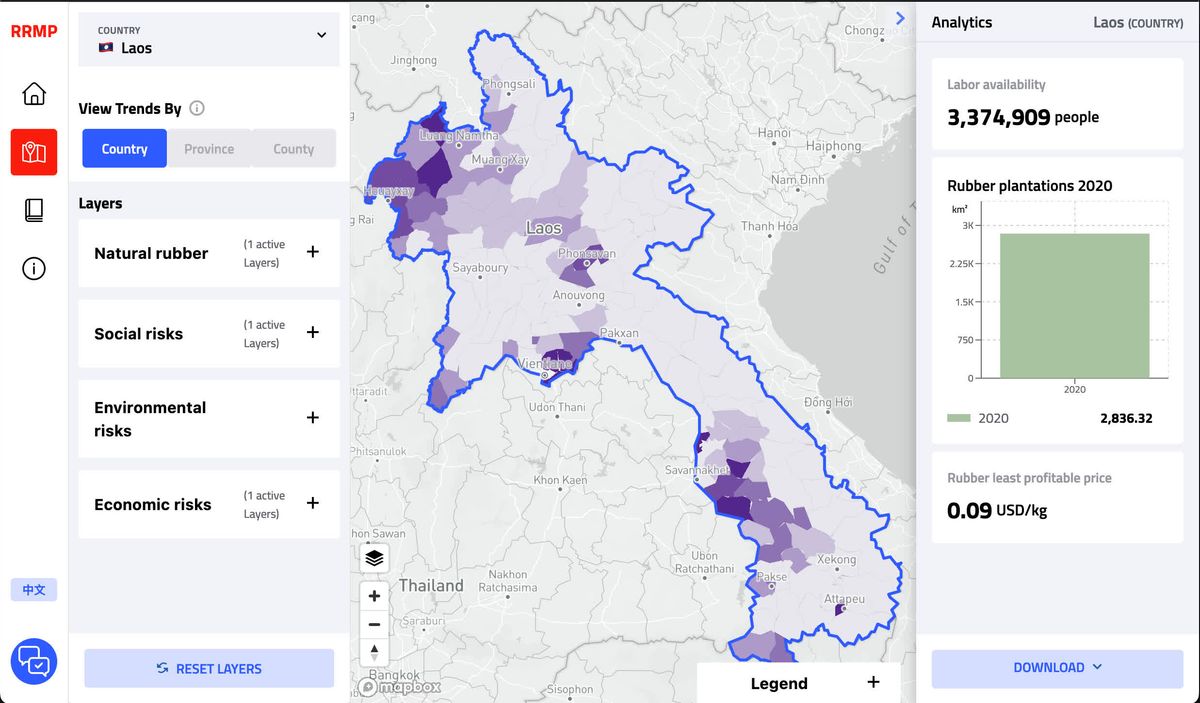 RRMP
COUNTRY
Laos
View Trends By
Country
Province
County
Layers
Natural rubber
(1 active
Layers)
Social risks
(1 active
Layers)
Environmental
risks
Economic risks
(1 active
Layers)
中文
RESET LAYERS
cang
Jinghong
Phongsali
Luang Namtha
Muang Xay
Houayxay
g Rai
Laos
Phonsavan
Sayaboury
Anouvong
Pakxan
Vientiane
Uttaradit
Udon Thani
Phitsanulok
Khon Kaen
Savannakhet
hon Sawan
Thailand
Nakhon
Ratchasima
Ubon
Ratchathani
Saraburi
Bangkok
Sisophon
Pakse
Xekong
Attapeu
Đồng Hới
Thanh Hóa
Nam Định
Haiphong
Hanoi
Chongz
Gulf of T
mapbox
Legend
Analytics
Laos (COUNTRY)
Labor availability
3,374,909 people
Rubber plantations 2020
km²
3K
2.25K
1.5K
750
0
2020
2020
2,836.32
Rubber least profitable price
0.09 USD/kg
DOWNLOAD